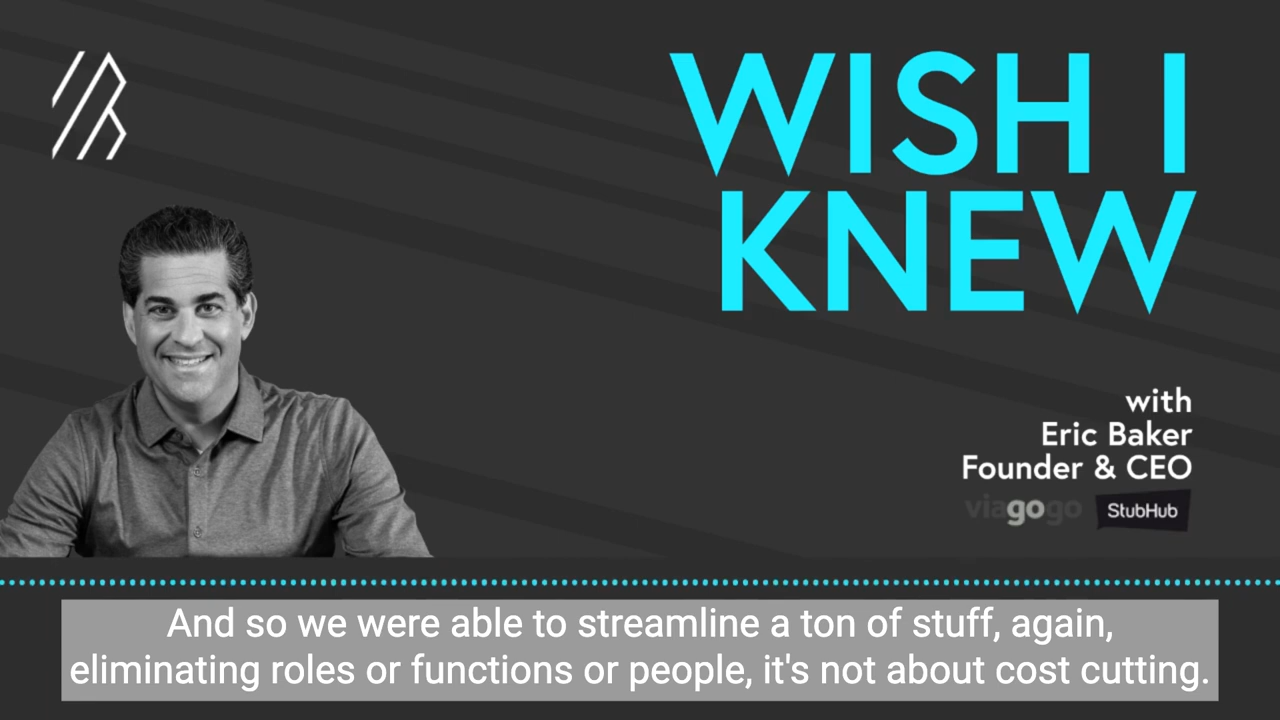 WISH I
KNEW
with
Eric Baker
Founder & CEO
viagogo StubHub
And so we were able to streamline a ton of stuff, again,
eliminating roles or functions or people, it's not about cost cutting.